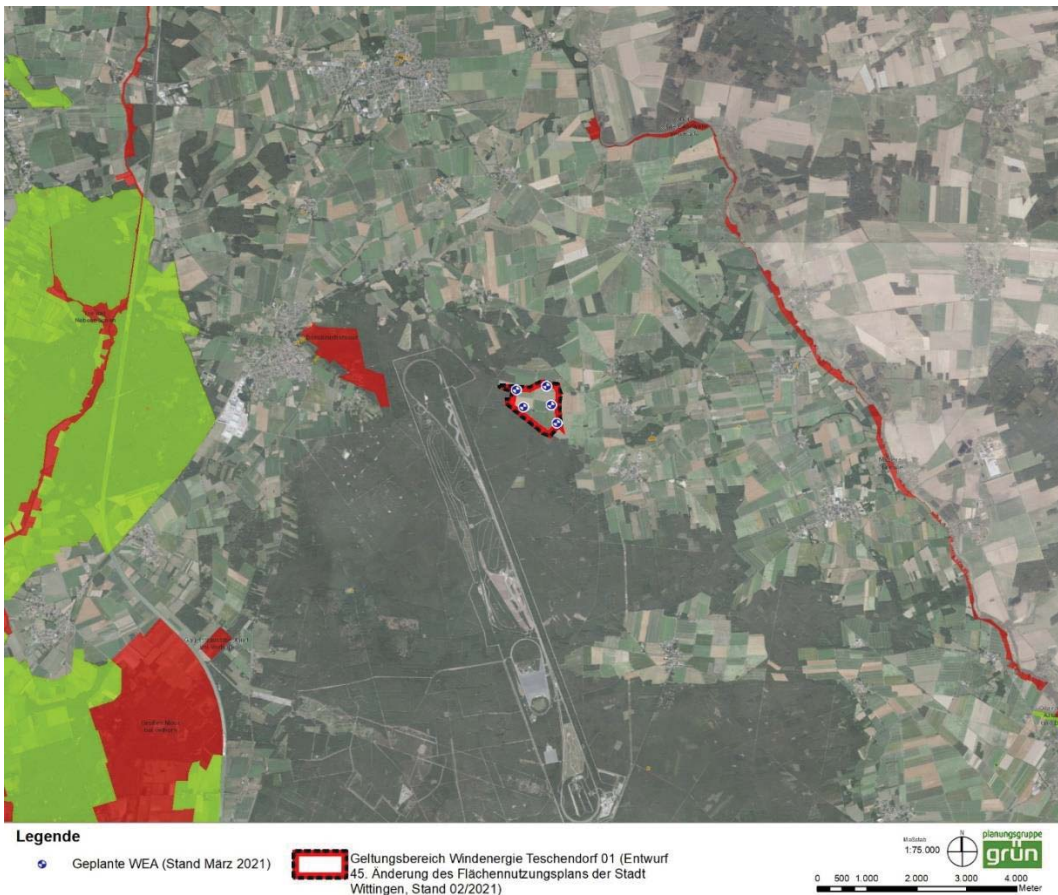 Legende
Geplante WEA (Stand März 2021)
Geltungsbereich Windenergie Teschendorf 01 (Entwurf
45. Änderung des Flächennutzungsplans der Stadt
Wittingen, Stand 02/2021)
Maßstab
1:75.000
N
planungsgruppe
grün
0 500 1.000 2.000 3.000 4.000
Meter